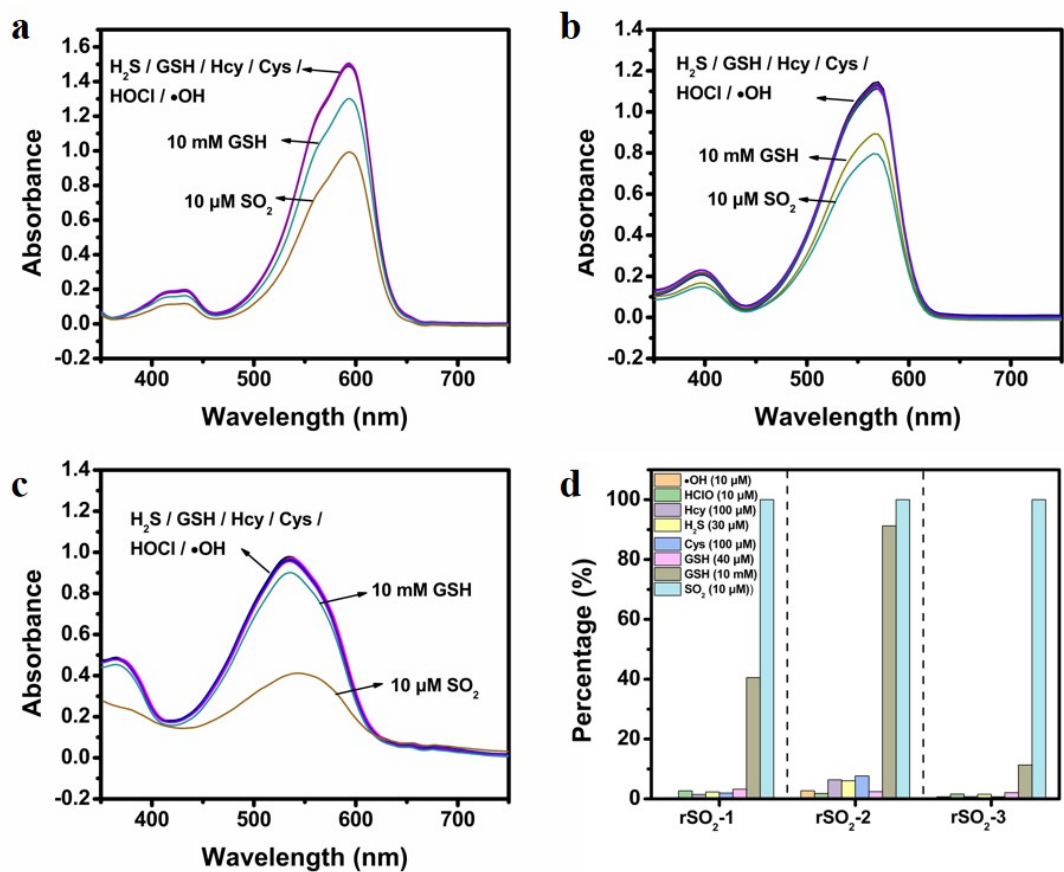 a
1.6
1.4
1.2
1.0
0.8
0.6
0.4
0.2
0.0
-0.2
Absorbance
H₂S / GSH / Hcy / Cys /
HOCl / •OH
10 mM GSH
10 µM SO₂
400 500 600 700
Wavelength (nm)
b
1.4
1.2
1.0
0.8
0.6
0.4
0.2
0.0
-0.2
Absorbance
H₂S / GSH / Hcy / Cys /
HOCl / •OH
10 mM GSH
10 µM SO₂
400 500 600 700
Wavelength (nm)
c
1.4
1.2
1.0
0.8
0.6
0.4
0.2
0.0
-0.2
Absorbance
H₂S / GSH / Hcy / Cys /
HOCl / •OH
10 mM GSH
10 µM SO₂
400 500 600 700
Wavelength (nm)
d
100
80
60
40
20
0
Percentage (%)
•OH (10 µM)
HClO (10 µM)
Hcy (100 µM)
H₂S (30 µM)
Cys (100 µM)
GSH (40 µM)
GSH (10 mM)
SO₂ (10 µM))
rSO₂-1 rSO₂-2 rSO₂-3